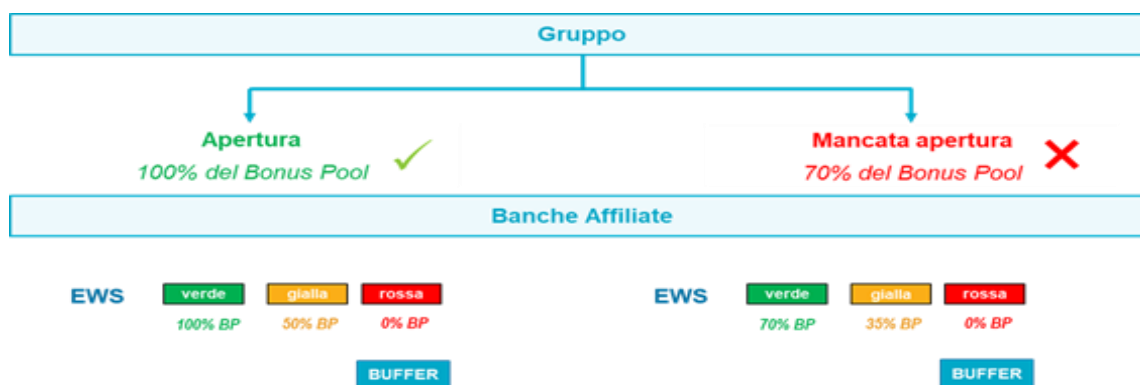 Gruppo
Apertura
100% del Bonus Pool
Mancata apertura
70% del Bonus Pool
Banche Affiliate
EWS verde gialla rossa
100% BP 50% BP 0% BP
BUFFER
EWS verde gialla rossa
70% BP 35% BP 0% BP
BUFFER